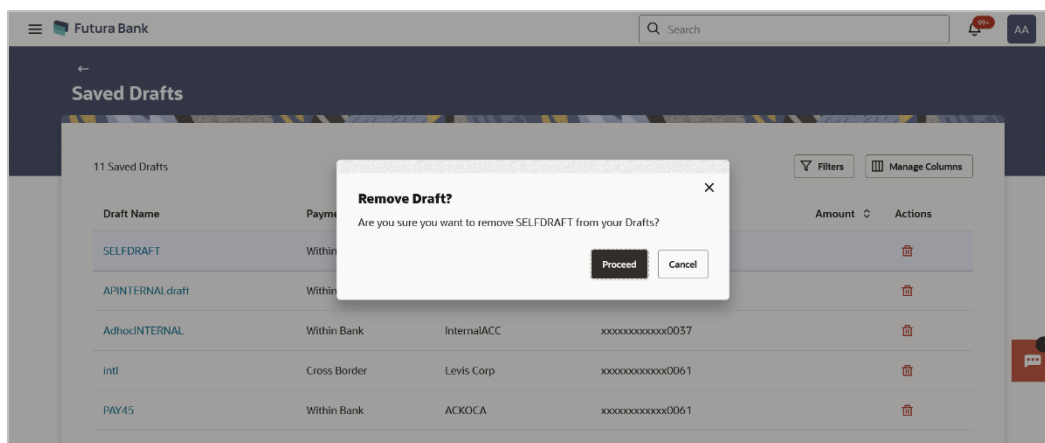 Futura Bank
Search
99+
AA
Saved Drafts
11 Saved Drafts
Filters
Manage Columns
Remove Draft?
Are you sure you want to remove SELFDRAFT from your Drafts?
Proceed
Cancel
Draft Name
Payme
Amount
Actions
SELFDRAFT
Within
APINTERNALdraft
Within
AdhocINTERNAL
Within Bank
InternalACC
xxxxxxxxxxxx0037
intl
Cross Border
Levis Corp
xxxxxxxxxxxx0061
PAY45
Within Bank
ACKOCA
xxxxxxxxxxxx0061